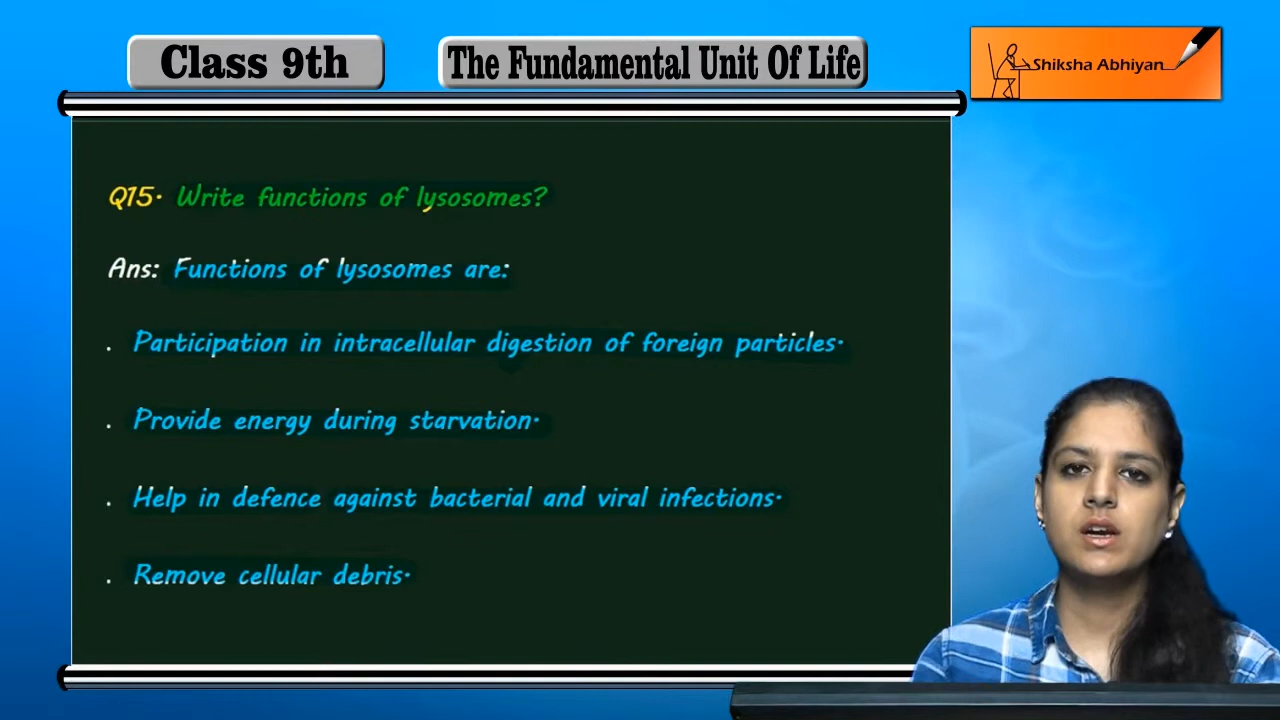 Class 9th
The Fundamental Unit Of Life
Shiksha Abhiyan
Q15. Write functions of lysosomes?
Ans: Functions of lysosomes are:
. Participation in intracellular digestion of foreign particles.
. Provide energy during starvation.
. Help in defence against bacterial and viral infections.
. Remove cellular debris.